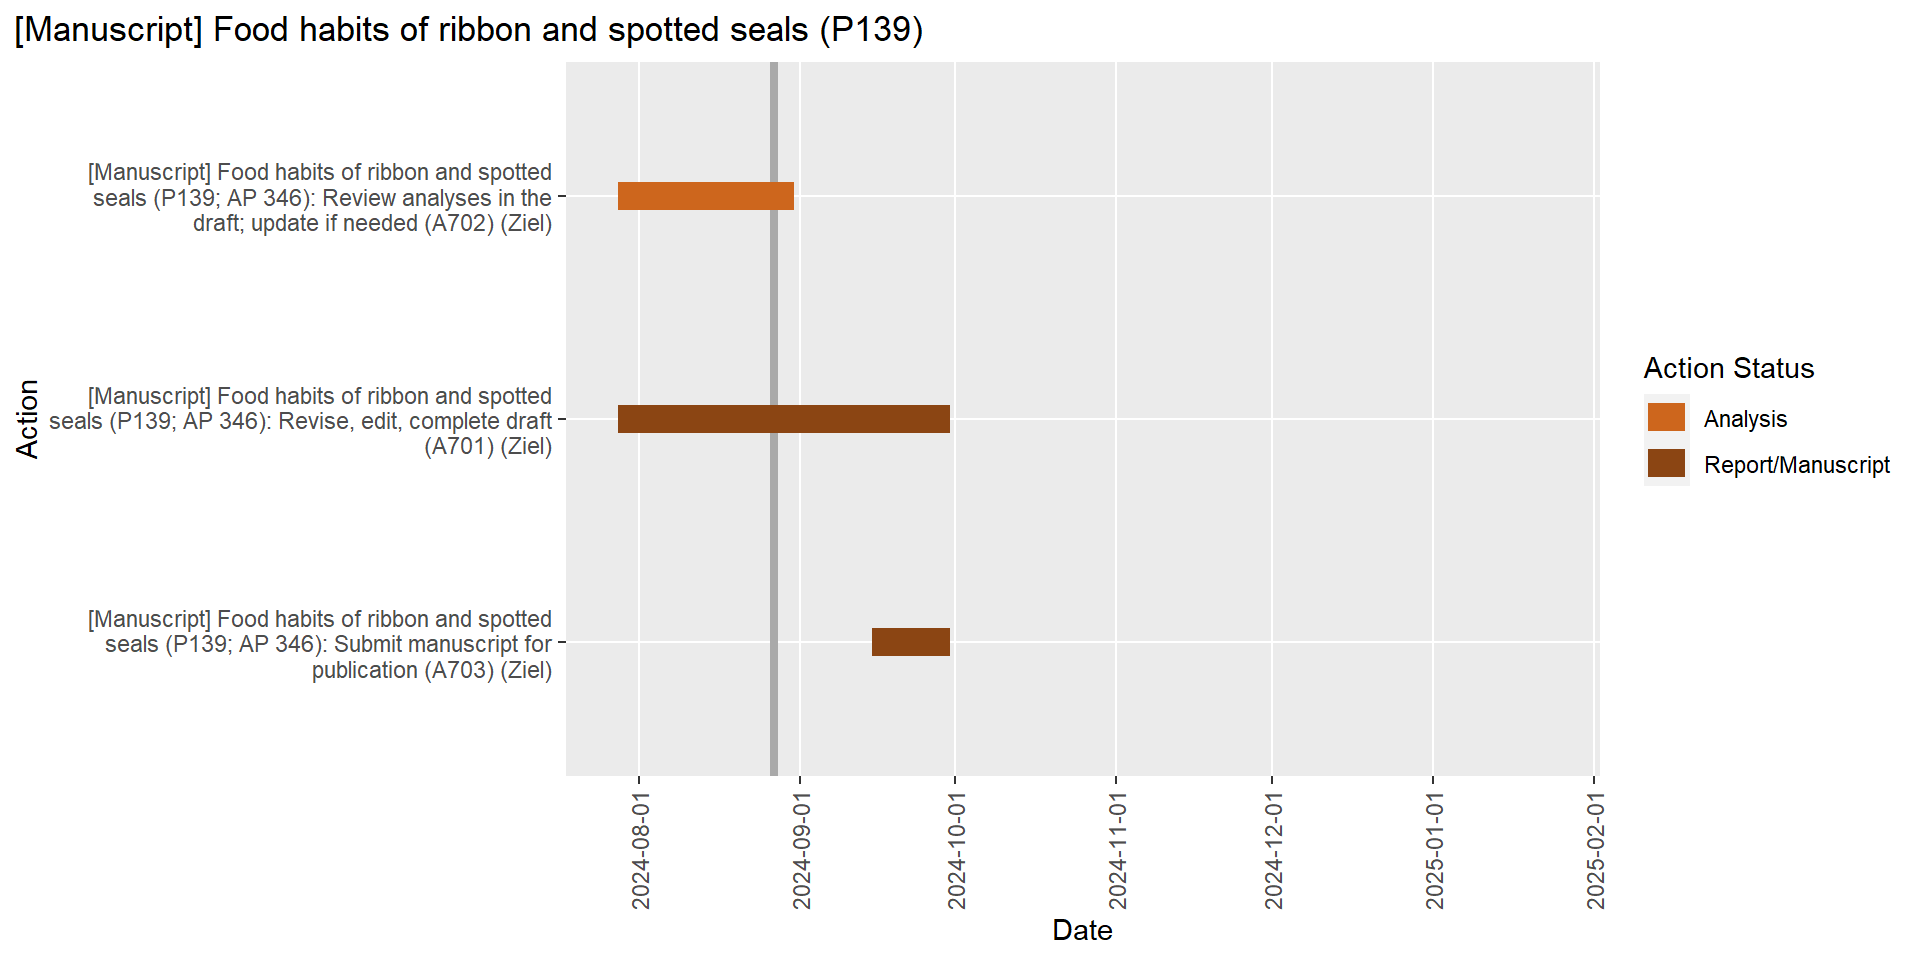 [Manuscript] Food habits of ribbon and spotted seals (P139)
[Manuscript] Food habits of ribbon and spotted
seals (P139; AP 346): Review analyses in the
draft; update if needed (A702) (Ziel)
[Manuscript] Food habits of ribbon and spotted
seals (P139; AP 346): Revise, edit, complete draft
(A701) (Ziel)
[Manuscript] Food habits of ribbon and spotted
seals (P139; AP 346): Submit manuscript for
publication (A703) (Ziel)
Action
2024-08-01
2024-09-01
2024-10-01
2024-11-01
2024-12-01
2025-01-01
2025-02-01
Date
Action Status
Analysis
Report/Manuscript